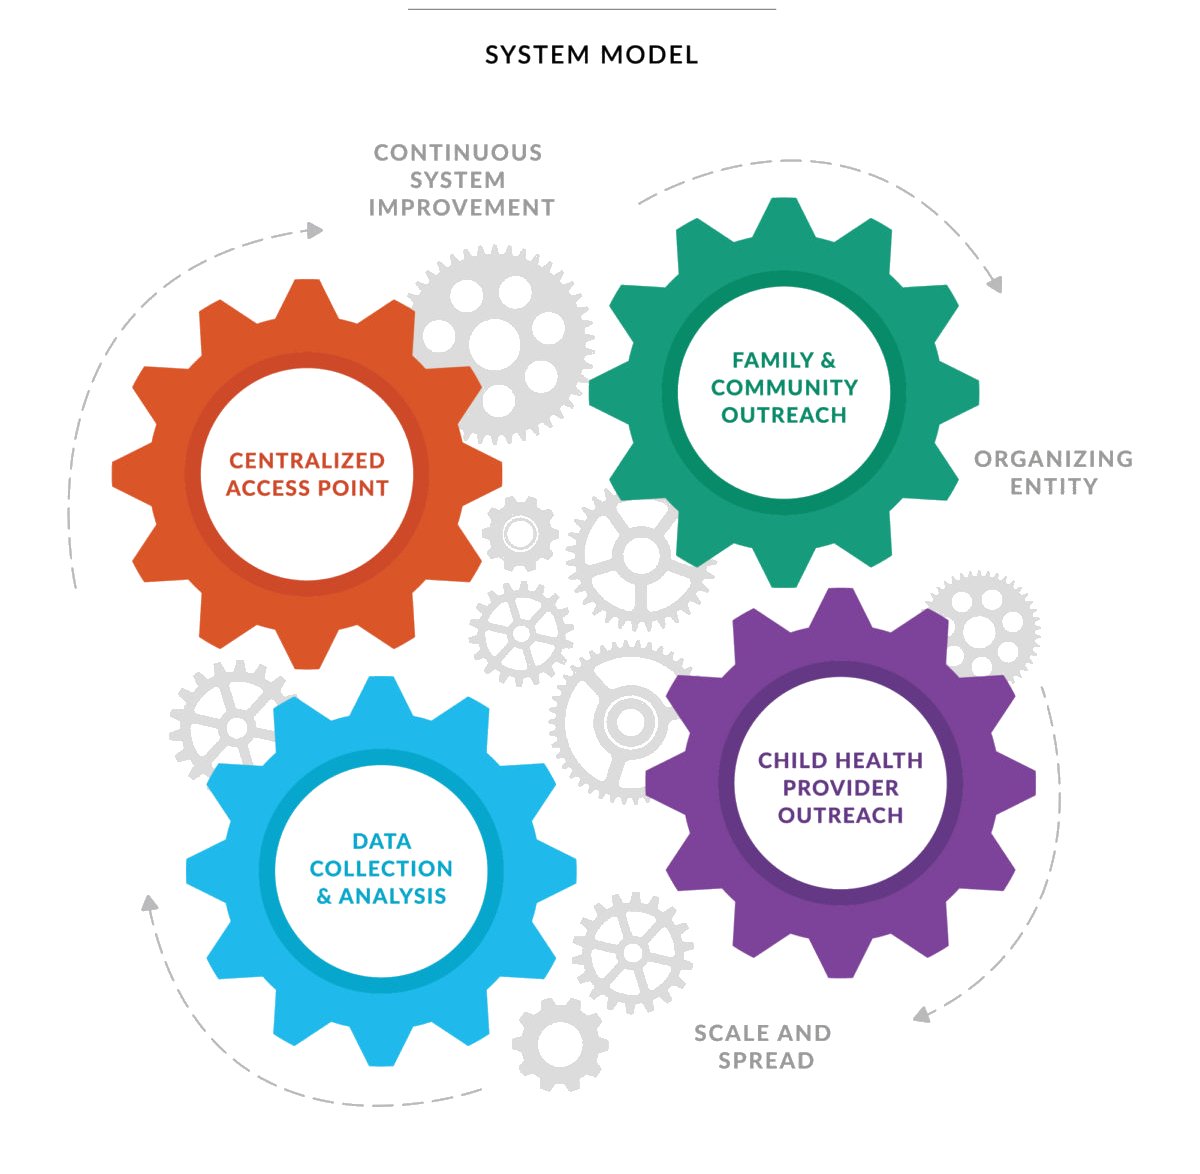 SYSTEM MODEL
CONTINUOUS
SYSTEM
IMPROVEMENT
FAMILY &
COMMUNITY
OUTREACH
CENTRALIZED
ACCESS POINT
ORGANIZING
ENTITY
CHILD HEALTH
PROVIDER
OUTREACH
DATA
COLLECTION
& ANALYSIS
SCALE AND
SPREAD